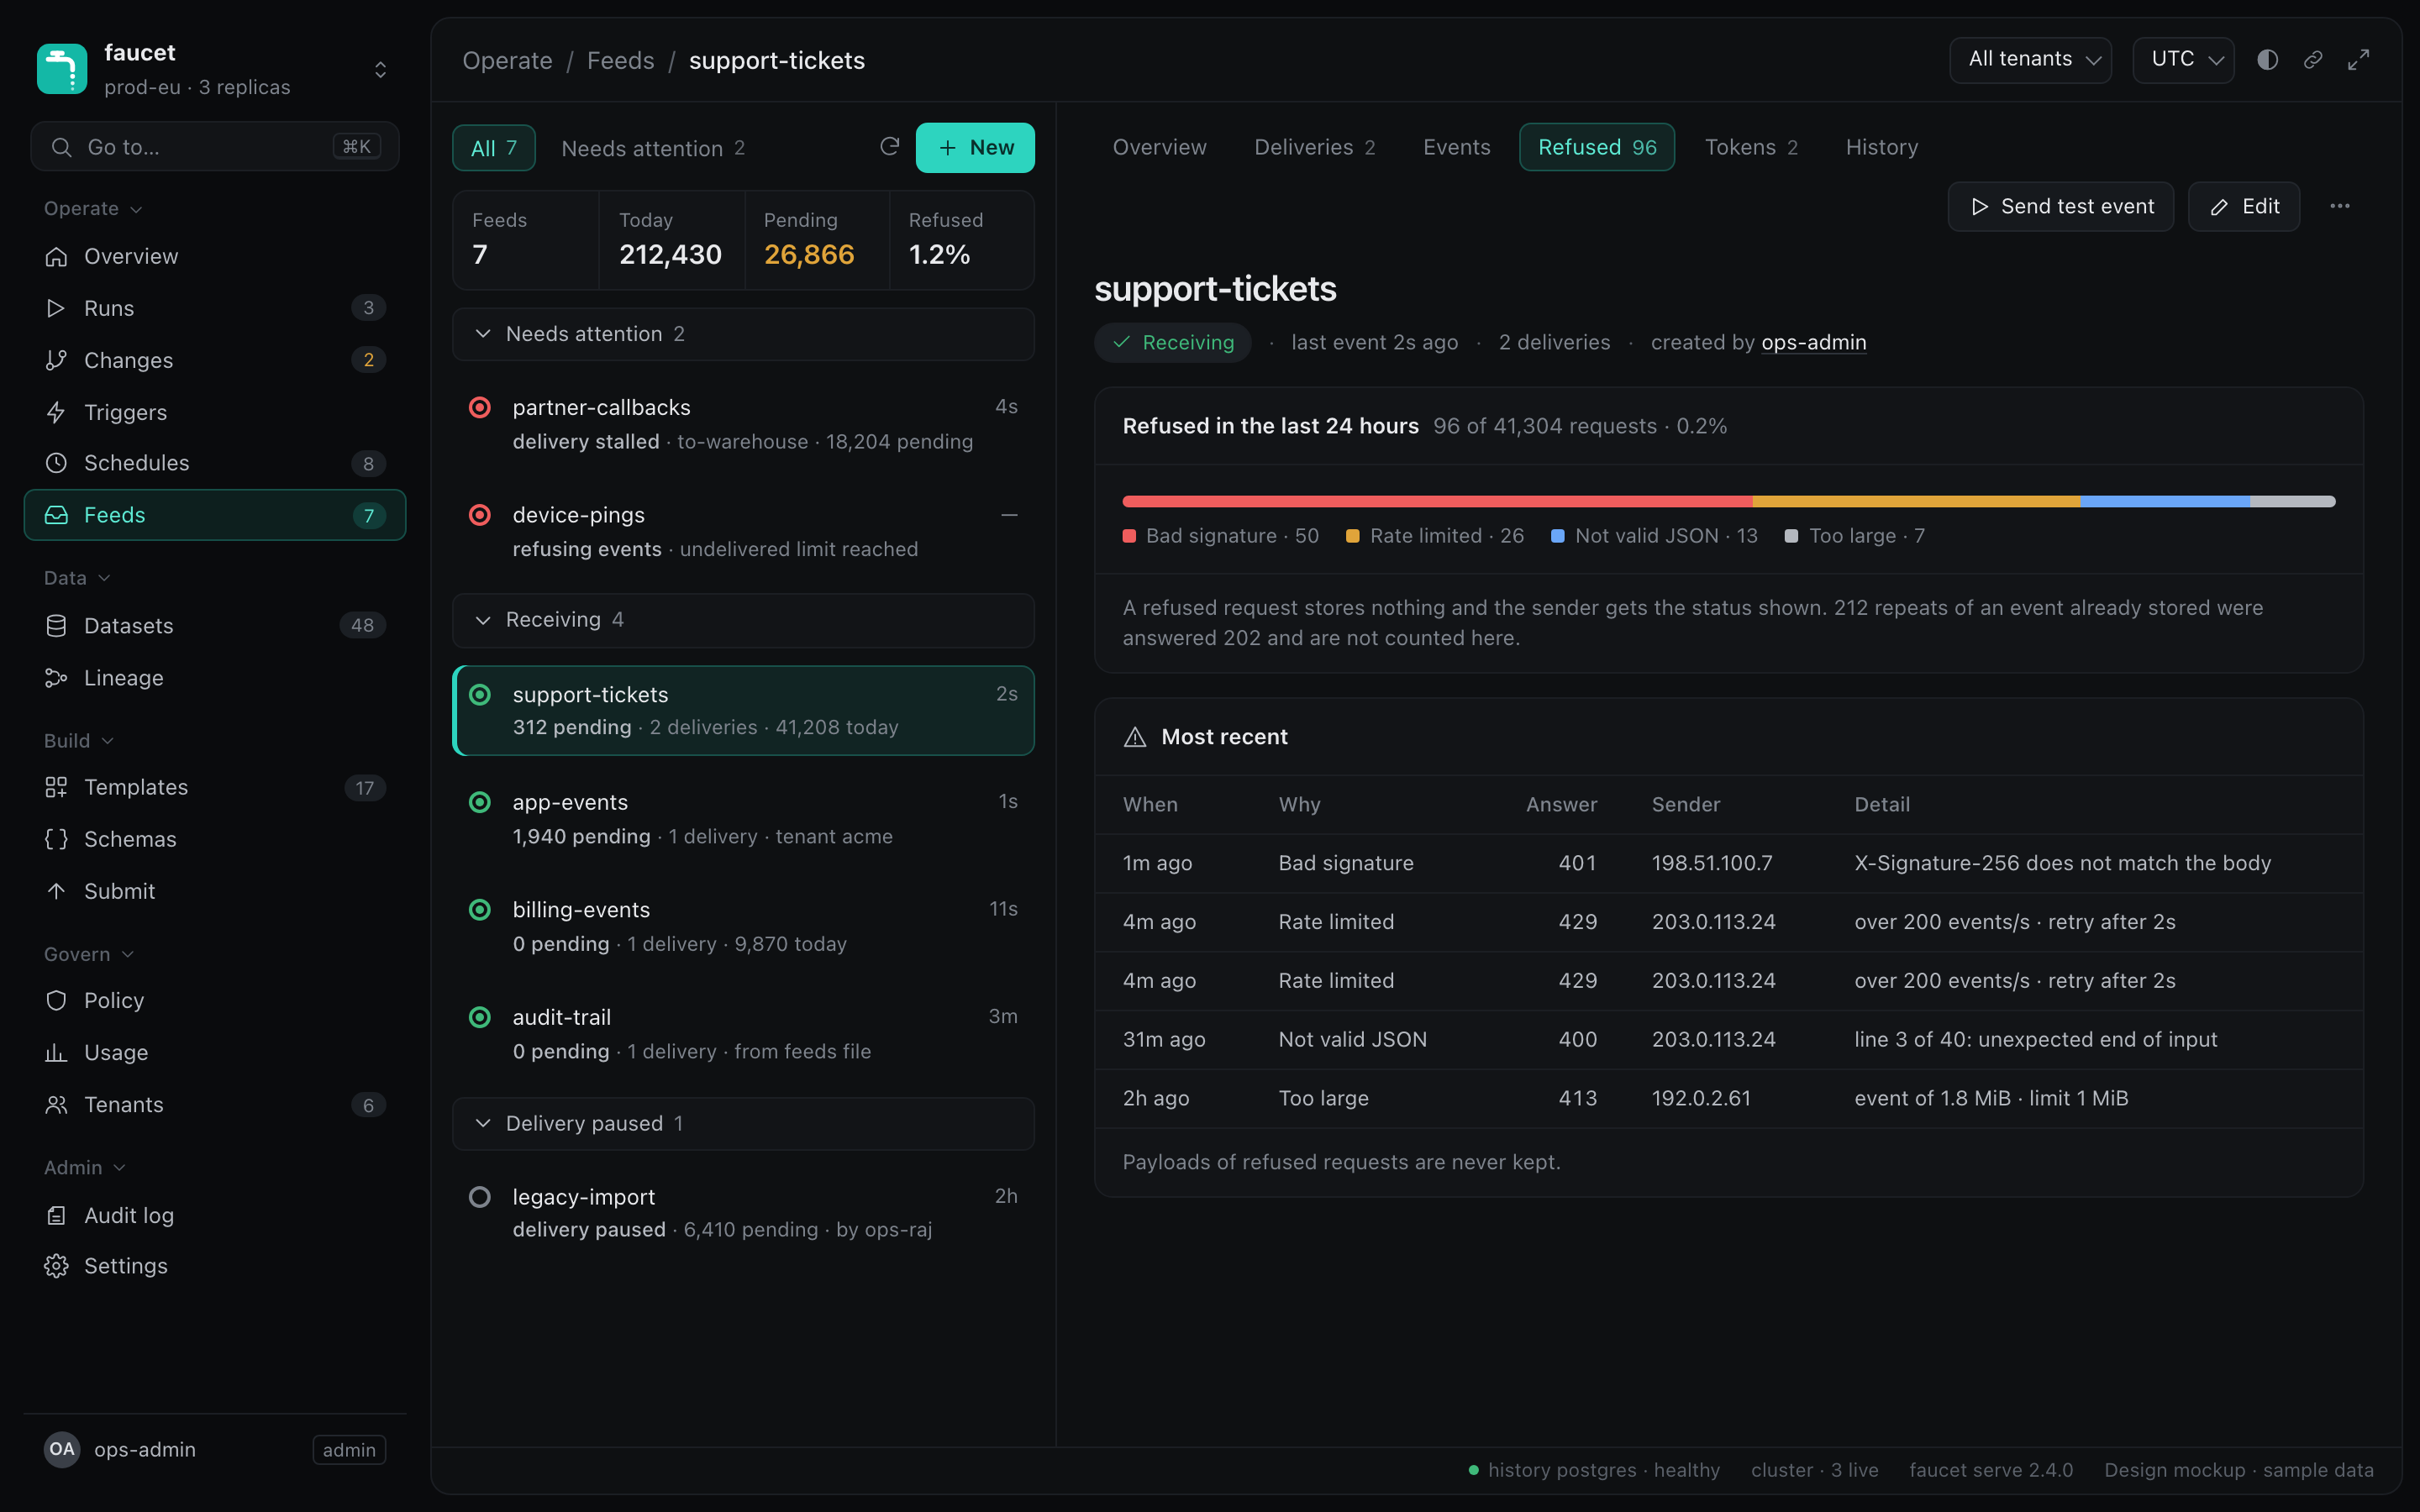 faucet
prod-eu · 3 replicas
Go to...
⌘K
Operate
Overview
Runs 3
Changes 2
Triggers
Schedules 8
Feeds 7
Data
Datasets 48
Lineage
Build
Templates 17
Schemas
Submit
Govern
Policy
Usage
Tenants 6
Admin
Audit log
Settings
OA ops-admin admin
Operate / Feeds / support-tickets
All tenants
UTC
All 7
Needs attention 2
New
Feeds Today Pending Refused
7 212,430 26,866 1.2%
Needs attention 2
partner-callbacks 4s
delivery stalled · to-warehouse · 18,204 pending
device-pings —
refusing events · undelivered limit reached
Receiving 4
support-tickets 2s
312 pending · 2 deliveries · 41,208 today
app-events 1s
1,940 pending · 1 delivery · tenant acme
billing-events 11s
0 pending · 1 delivery · 9,870 today
audit-trail 3m
0 pending · 1 delivery · from feeds file
Delivery paused 1
legacy-import 2h
delivery paused · 6,410 pending · by ops-raj
Overview Deliveries 2 Events Refused 96 Tokens 2 History
Send test event Edit
support-tickets
Receiving · last event 2s ago · 2 deliveries · created by ops-admin
Refused in the last 24 hours 96 of 41,304 requests · 0.2%
Bad signature · 50 Rate limited · 26 Not valid JSON · 13 Too large · 7
A refused request stores nothing and the sender gets the status shown. 212 repeats of an event already stored were
answered 202 and are not counted here.
Most recent
When Why Answer Sender Detail
1m ago Bad signature 401 198.51.100.7 X-Signature-256 does not match the body
4m ago Rate limited 429 203.0.113.24 over 200 events/s · retry after 2s
4m ago Rate limited 429 203.0.113.24 over 200 events/s · retry after 2s
31m ago Not valid JSON 400 203.0.113.24 line 3 of 40: unexpected end of input
2h ago Too large 413 192.0.2.61 event of 1.8 MiB · limit 1 MiB
Payloads of refused requests are never kept.
history postgres · healthy cluster · 3 live faucet serve 2.4.0 Design mockup · sample data